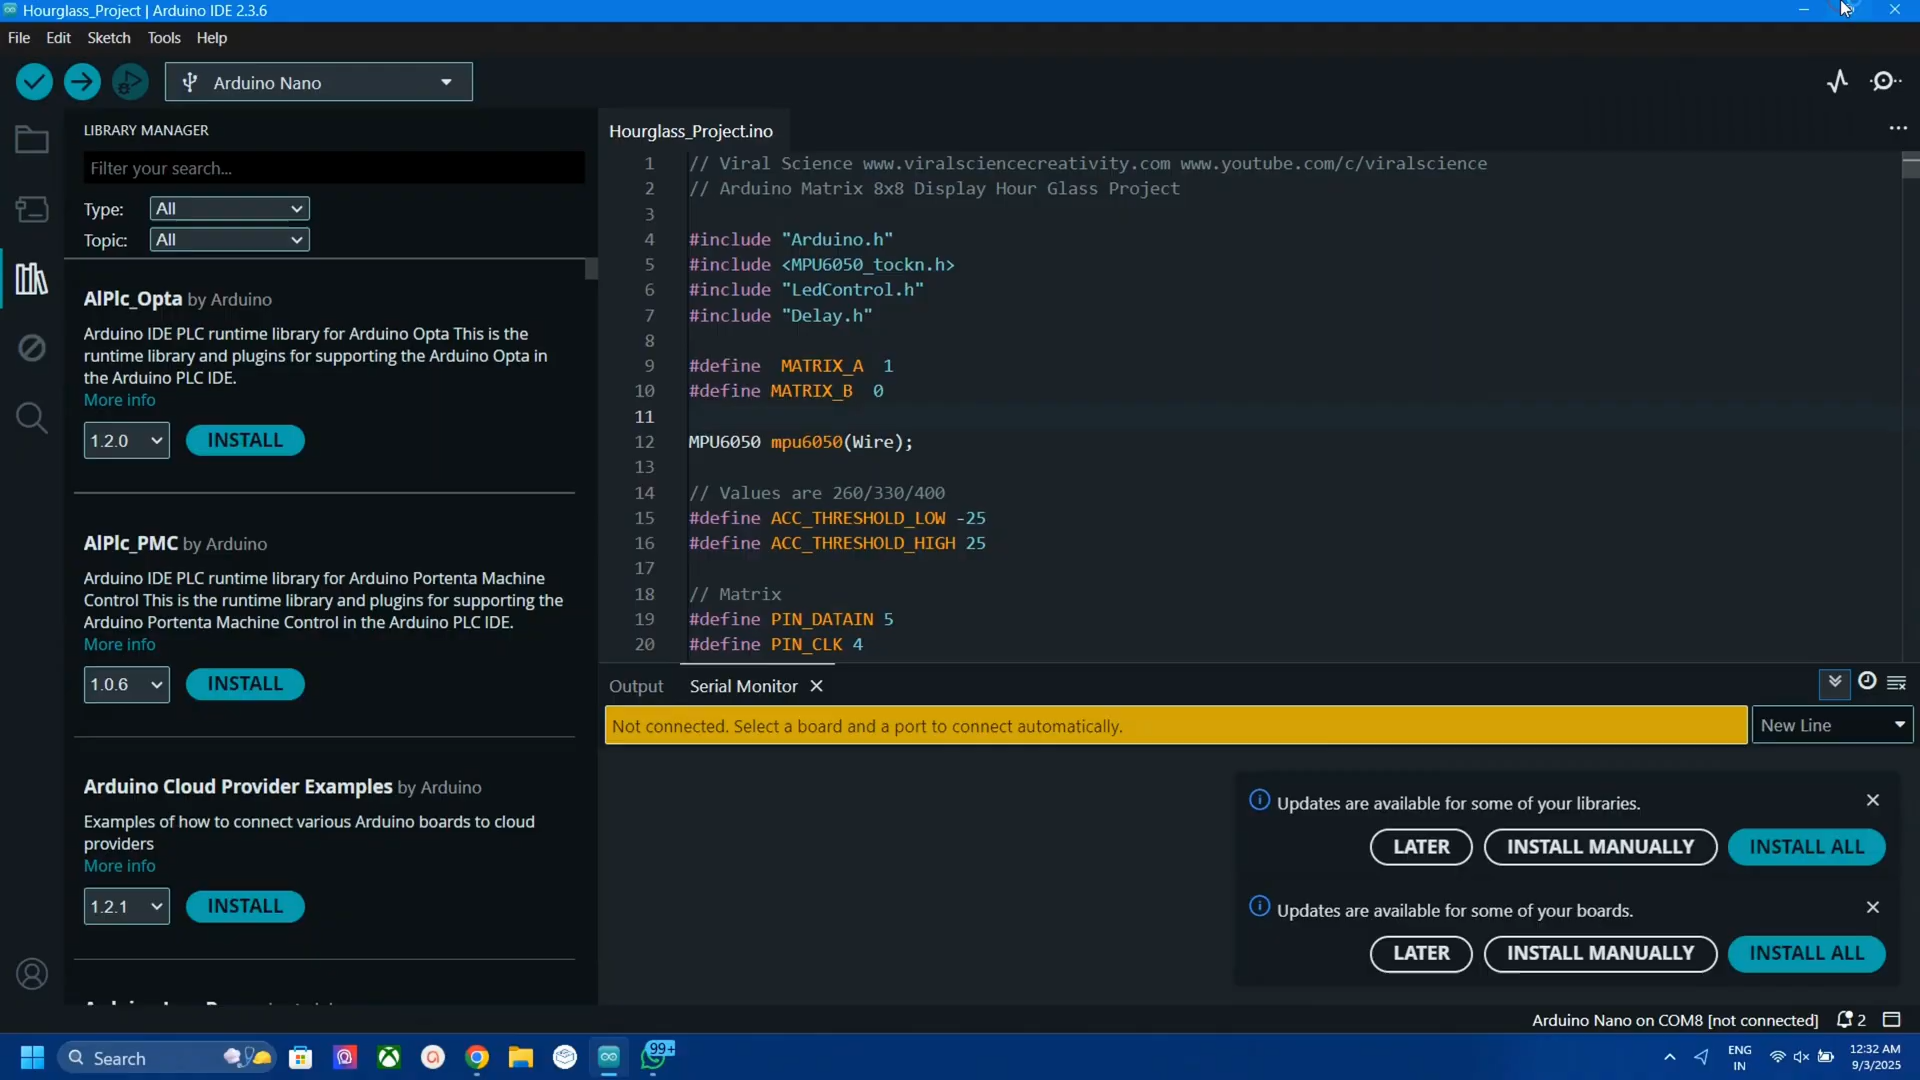 Hourglass_Project | Arduino IDE 2.3.6
File Edit Sketch Tools Help
Arduino Nano
LIBRARY MANAGER
Filter your search...
Type: All
Topic: All
AlPlc_Opta by Arduino
Arduino IDE PLC runtime library for Arduino Opta This is the
runtime library and plugins for supporting the Arduino Opta in
the Arduino PLC IDE.
More info
1.2.0 INSTALL
AlPlc_PMC by Arduino
Arduino IDE PLC runtime library for Arduino Portenta Machine
Control This is the runtime library and plugins for supporting the
Arduino Portenta Machine Control in the Arduino PLC IDE.
More info
1.0.6 INSTALL
Arduino Cloud Provider Examples by Arduino
Examples of how to connect various Arduino boards to cloud
providers
More info
1.2.1 INSTALL
Hourglass_Project.ino
1 // Viral Science www.viralsciencecreativity.com www.youtube.com/c/viralscience
2 // Arduino Matrix 8x8 Display Hour Glass Project
3
4 #include "Arduino.h"
5 #include <MPU6050_tockn.h>
6 #include "LedControl.h"
7 #include "Delay.h"
8
9 #define  MATRIX_A  1
10 #define MATRIX_B  0
11
12 MPU6050 mpu6050(Wire);
13
14 // Values are 260/330/400
15 #define ACC_THRESHOLD_LOW -25
16 #define ACC_THRESHOLD_HIGH 25
17
18 // Matrix
19 #define PIN_DATAIN 5
20 #define PIN_CLK 4
Output Serial Monitor
Not connected. Select a board and a port to connect automatically.
New Line
Updates are available for some of your libraries.
LATER INSTALL MANUALLY INSTALL ALL
Updates are available for some of your boards.
LATER INSTALL MANUALLY INSTALL ALL
Arduino Nano on COM8 [not connected] 2
Search
99+
ENG
IN
12:32 AM
9/3/2025